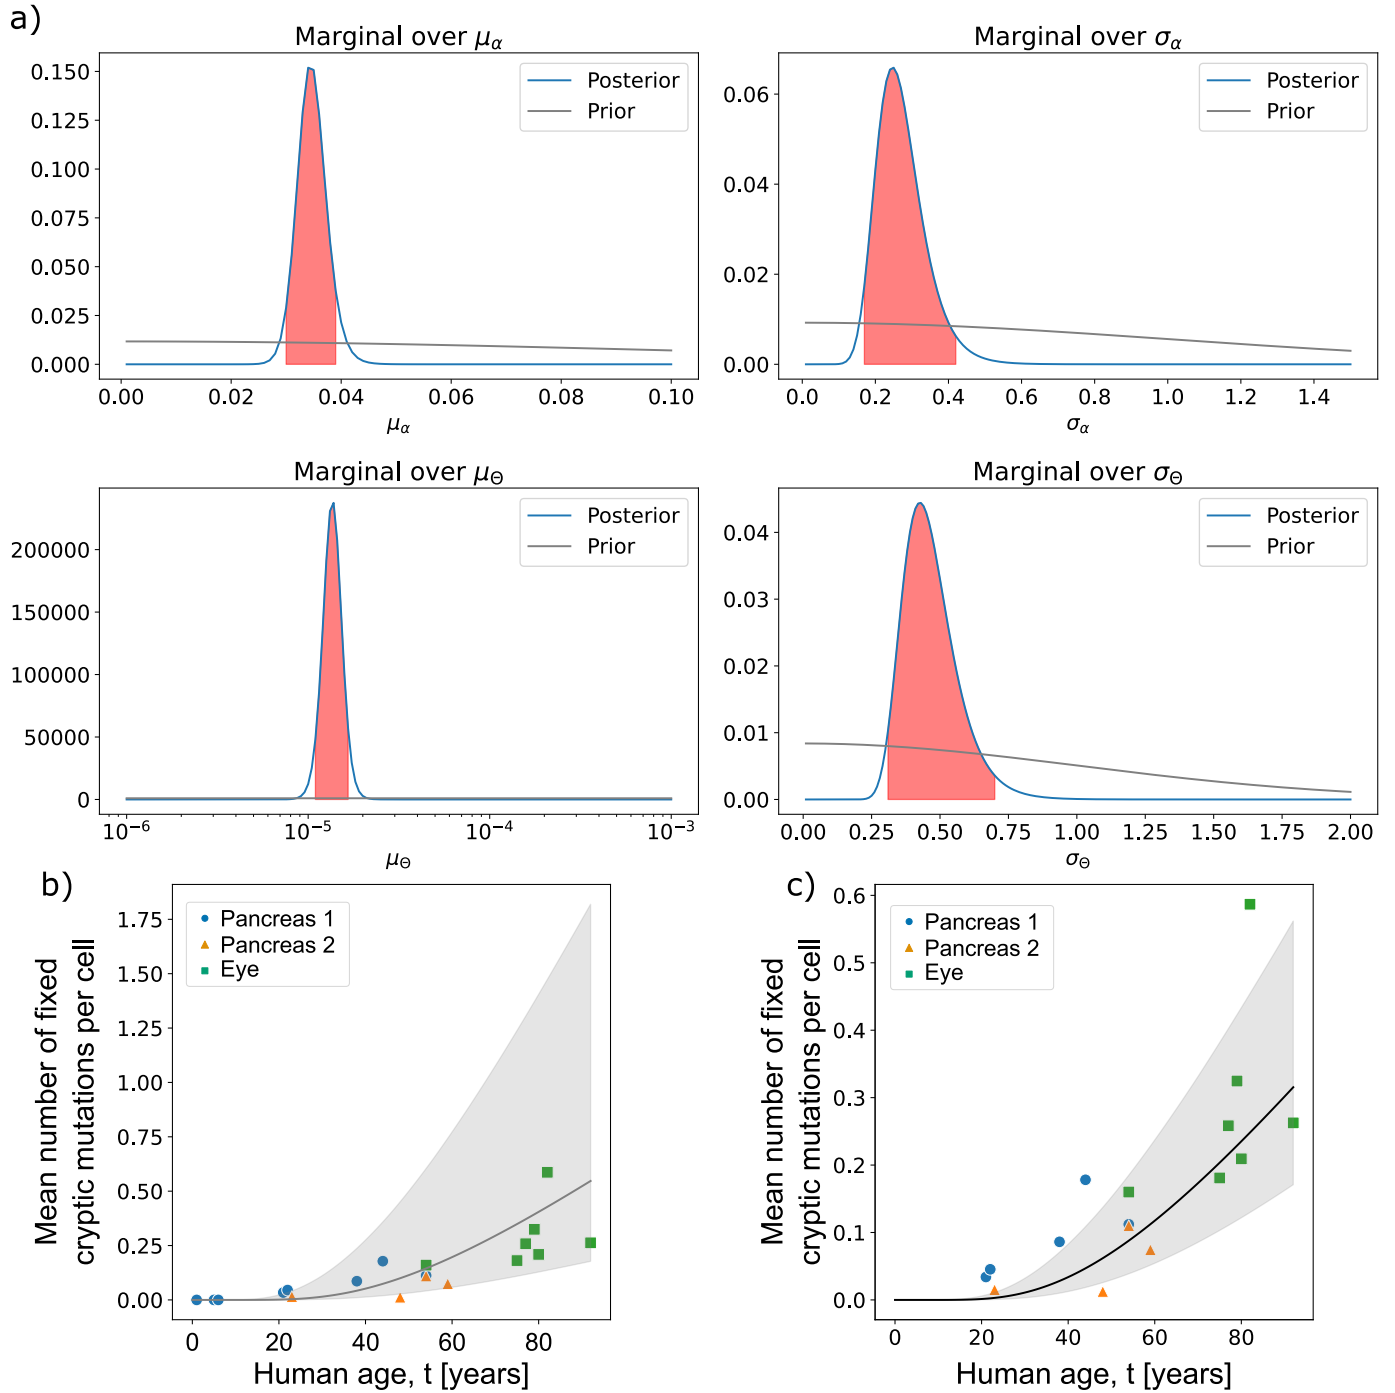 a)
Marginal over μα
Posterior
Prior
0.150
0.125
0.100
0.075
0.050
0.025
0.000
0.00 0.02 0.04 0.06 0.08 0.10
μα
Marginal over σα
Posterior
Prior
0.06
0.04
0.02
0.00
0.0 0.2 0.4 0.6 0.8 1.0 1.2 1.4
σα
Marginal over μΘ
Posterior
Prior
200000
150000
100000
50000
0
10⁻⁶ 10⁻⁵ 10⁻⁴ 10⁻³
μΘ
Marginal over σΘ
Posterior
Prior
0.04
0.03
0.02
0.01
0.00
0.00 0.25 0.50 0.75 1.00 1.25 1.50 1.75 2.00
σΘ
b)
Mean number of fixed
cryptic mutations per cell
Pancreas 1
Pancreas 2
Eye
1.75
1.50
1.25
1.00
0.75
0.50
0.25
0.00
0 20 40 60 80
Human age, t [years]
c)
Mean number of fixed
cryptic mutations per cell
Pancreas 1
Pancreas 2
Eye
0.6
0.5
0.4
0.3
0.2
0.1
0.0
0 20 40 60 80
Human age, t [years]